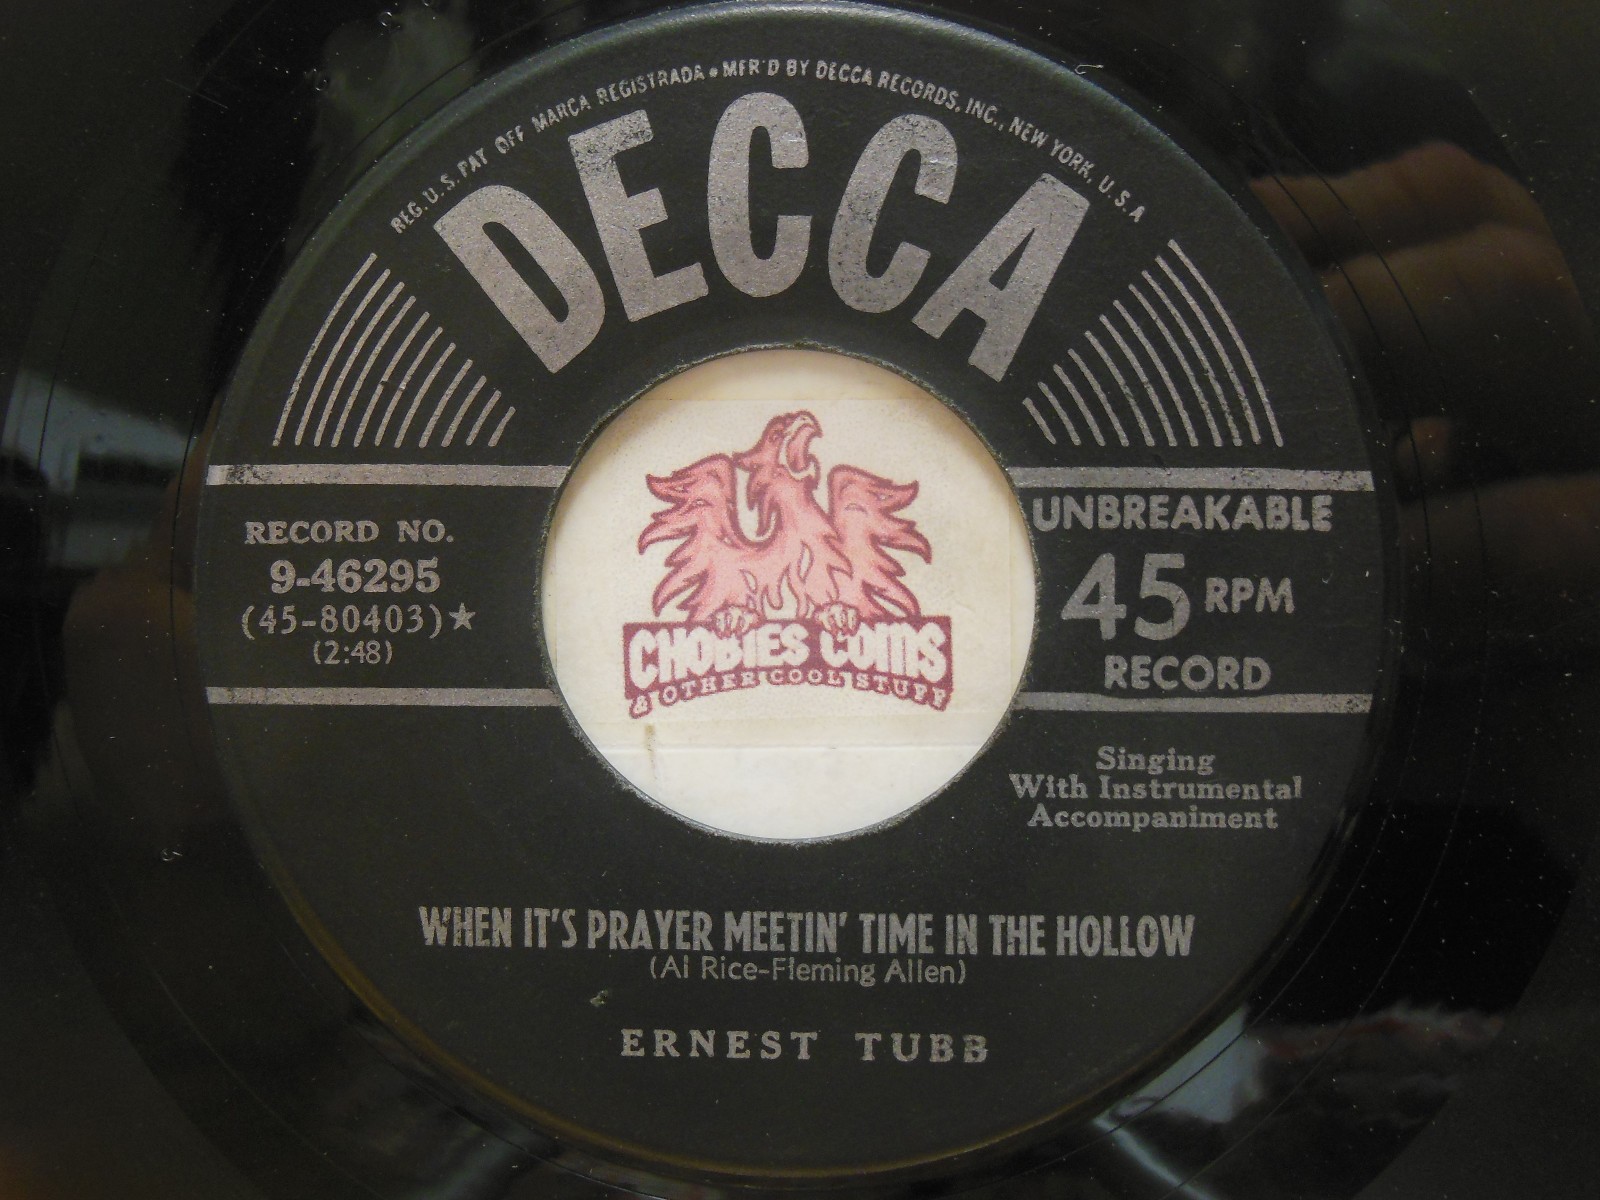 REG. U.S. PAT OFF MARCA REGISTRADA • MFR'D BY DECCA RECORDS, INC., NEW YORK, U.S.A
DECCA
RECORD NO.
9-46295
(45-80403)★
(2:48)
UNBREAKABLE
45 RPM
RECORD
CHOBIES COINS
& OTHER COOL STUFF
Singing
With Instrumental
Accompaniment
WHEN IT'S PRAYER MEETIN' TIME IN THE HOLLOW
(Al Rice-Fleming Allen)
ERNEST TUBB